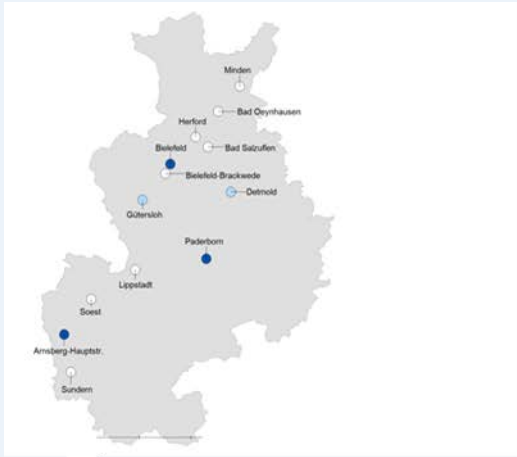 Minden
Bad Oeynhausen
Herford
Bielefeld
Bad Salzuflen
Bielefeld-Brackwede
Detmold
Gütersloh
Paderborn
Lippstadt
Soest
Arnsberg-Hauptstr.
Sundern